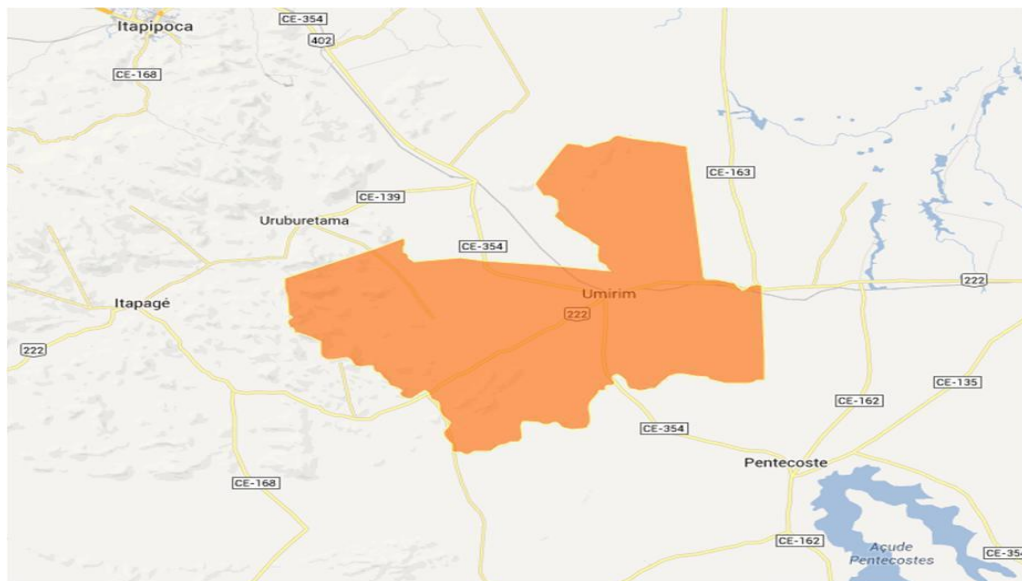 CE-354
Itapipoca
402
CE-168
CE-163
CE-139
Uruburetama
CE-354
222
Umirim
Itapagé
222
222
CE-135
CE-162
CE-354
Pentecoste
CE-168
CE-162
Açude
Pentecostes
CE-354